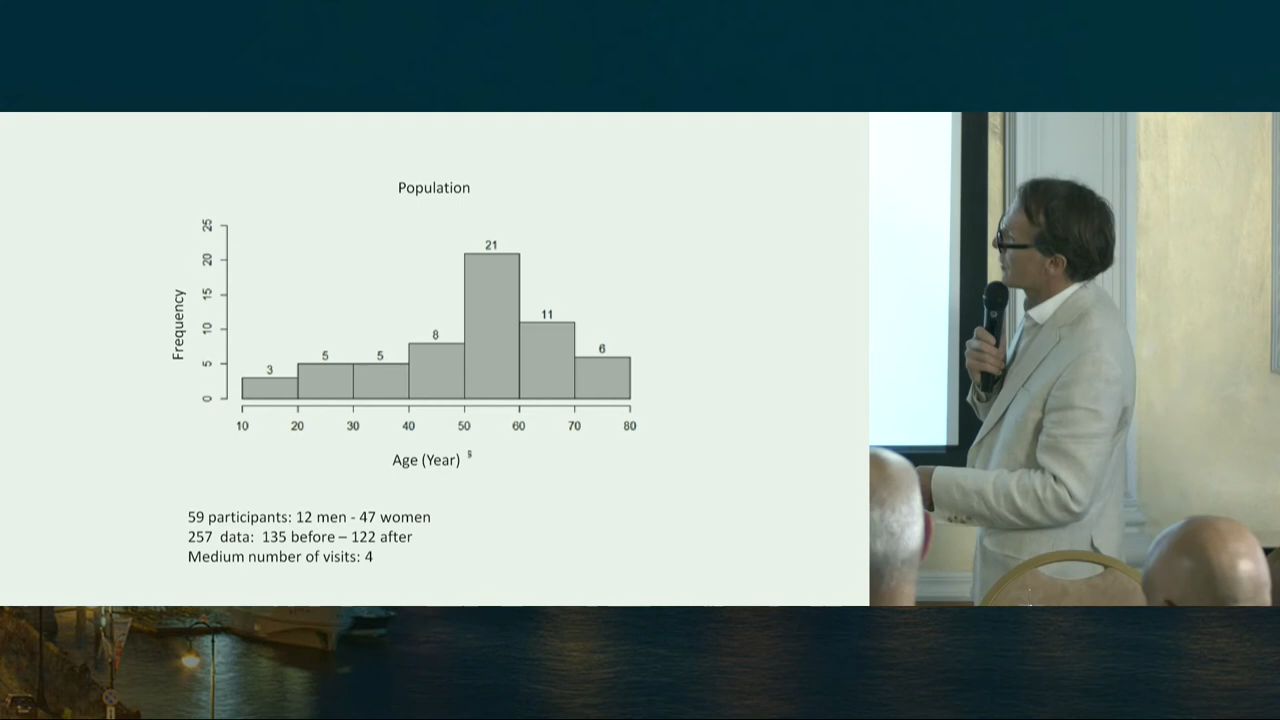 Population
25
20
15
10
5
0
Frequency
3
5
5
8
21
11
6
10 20 30 40 50 60 70 80
Age (Year) s
59 participants: 12 men - 47 women
257 data: 135 before – 122 after
Medium number of visits: 4